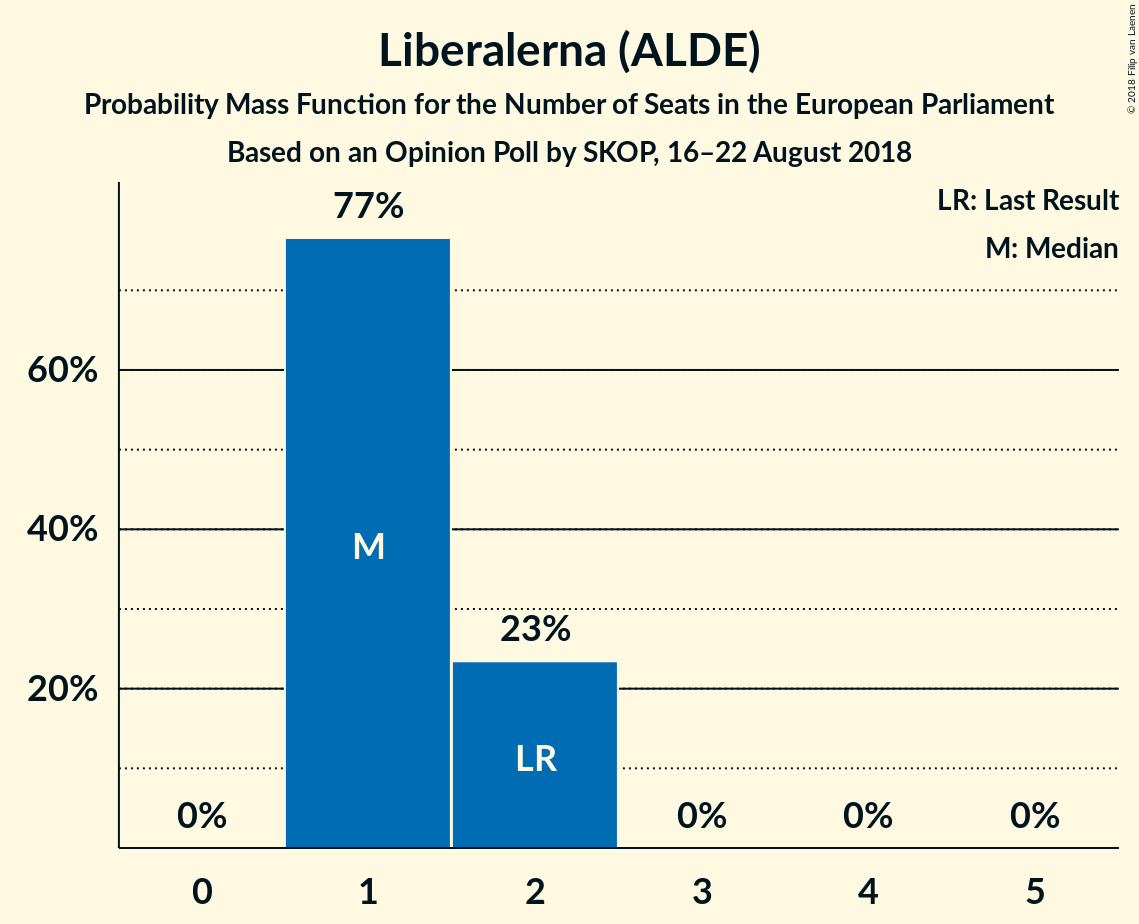 Liberalerna (ALDE)
Probability Mass Function for the Number of Seats in the European Parliament
Based on an Opinion Poll by SKOP, 16–22 August 2018
© 2018 Filip van Laenen
LR: Last Result
M: Median
77%
60%
40%
M
23%
20%
LR
0%
0%
0%
0%
0 1 2 3 4 5